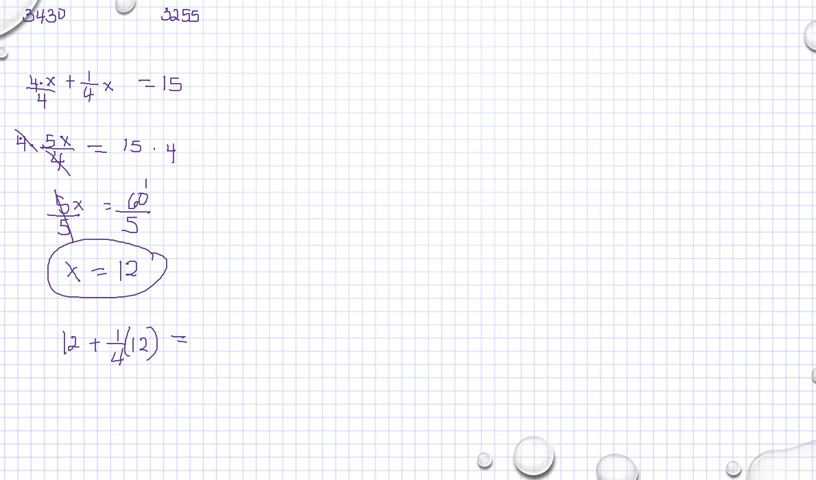 3430 3255
4·x/4 + 1/4 x = 15
4 · 5x/4 = 15 · 4
5x/5 = 60/5
x = 12
12 + 1/4 (12) =